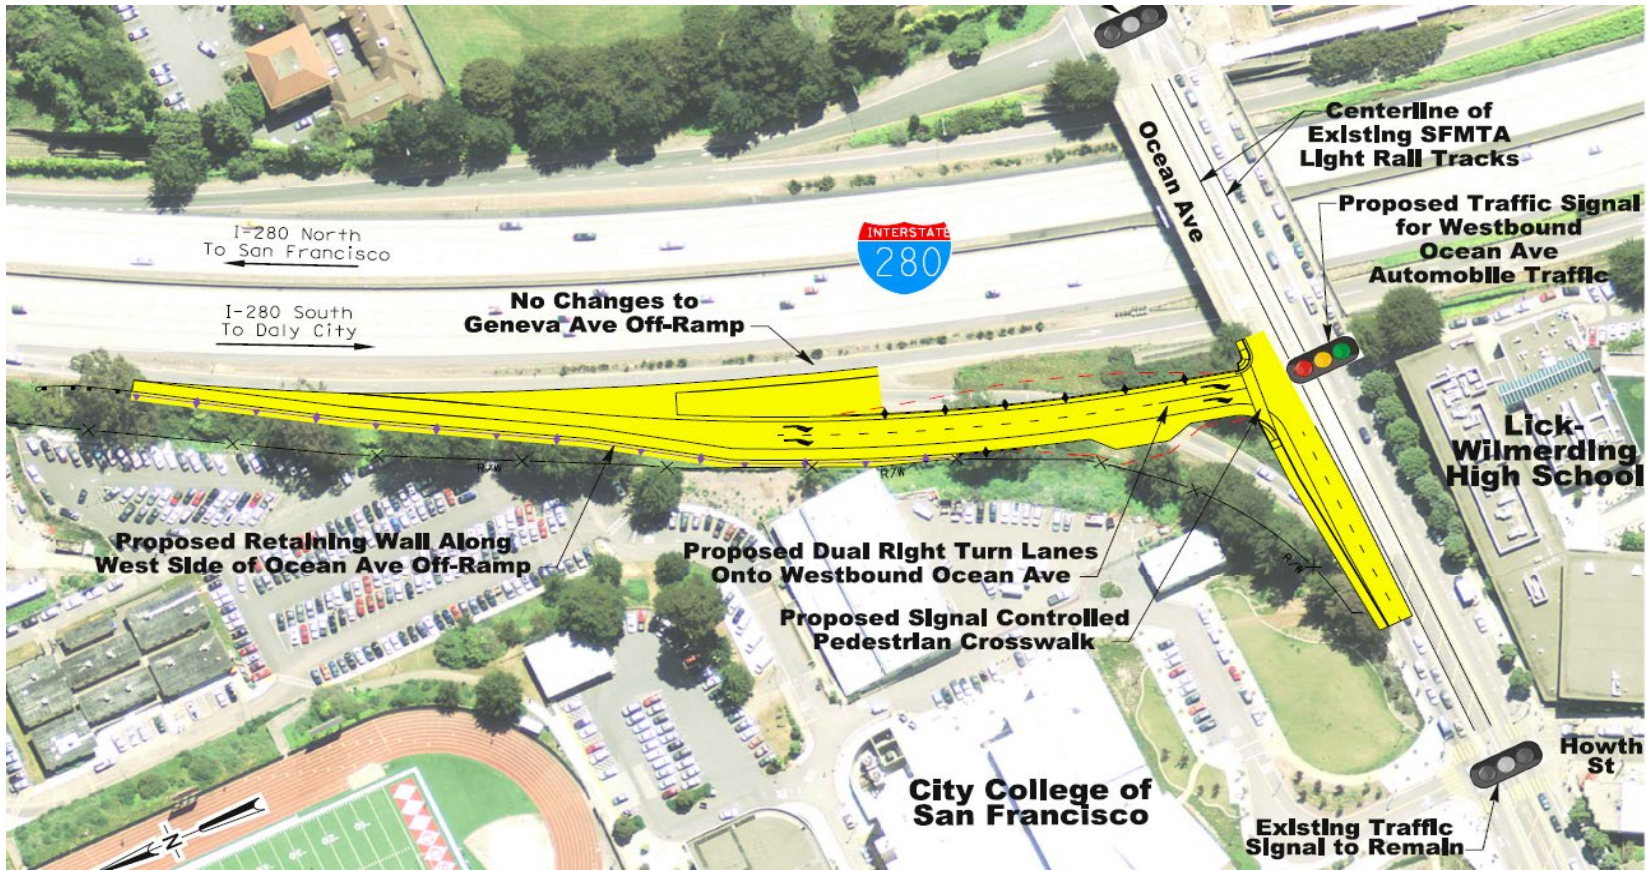 Ocean Ave
Centerline of
Existing SFMTA
Light Rail Tracks
Proposed Traffic Signal
for Westbound
Ocean Ave
Automobile Traffic
I-280 North
To San Francisco
INTERSTATE
280
No Changes to
Geneva Ave Off-Ramp
I-280 South
To Daly City
Lick-
Wilmerding
High School
R/W
R/W
R/W
Proposed Retaining Wall Along
West Side of Ocean Ave Off-Ramp
Proposed Dual Right Turn Lanes
Onto Westbound Ocean Ave
Proposed Signal Controlled
Pedestrian Crosswalk
City College of
San Francisco
Howth
St
Existing Traffic
Signal to Remain
N